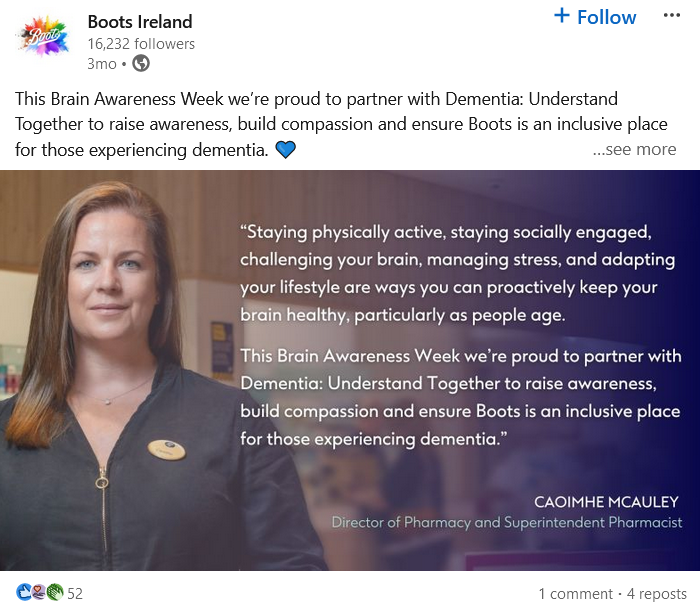 Boots
Boots Ireland
16,232 followers
3mo •
+ Follow
This Brain Awareness Week we’re proud to partner with Dementia: Understand
Together to raise awareness, build compassion and ensure Boots is an inclusive place
for those experiencing dementia. 💙
...see more
“Staying physically active, staying socially engaged,
challenging your brain, managing stress, and adapting
your lifestyle are ways you can proactively keep your
brain healthy, particularly as people age.
This Brain Awareness Week we’re proud to partner with
Dementia: Understand Together to raise awareness,
build compassion and ensure Boots is an inclusive place
for those experiencing dementia.”
CAOIMHE MCAULEY
Director of Pharmacy and Superintendent Pharmacist
52
1 comment · 4 reposts